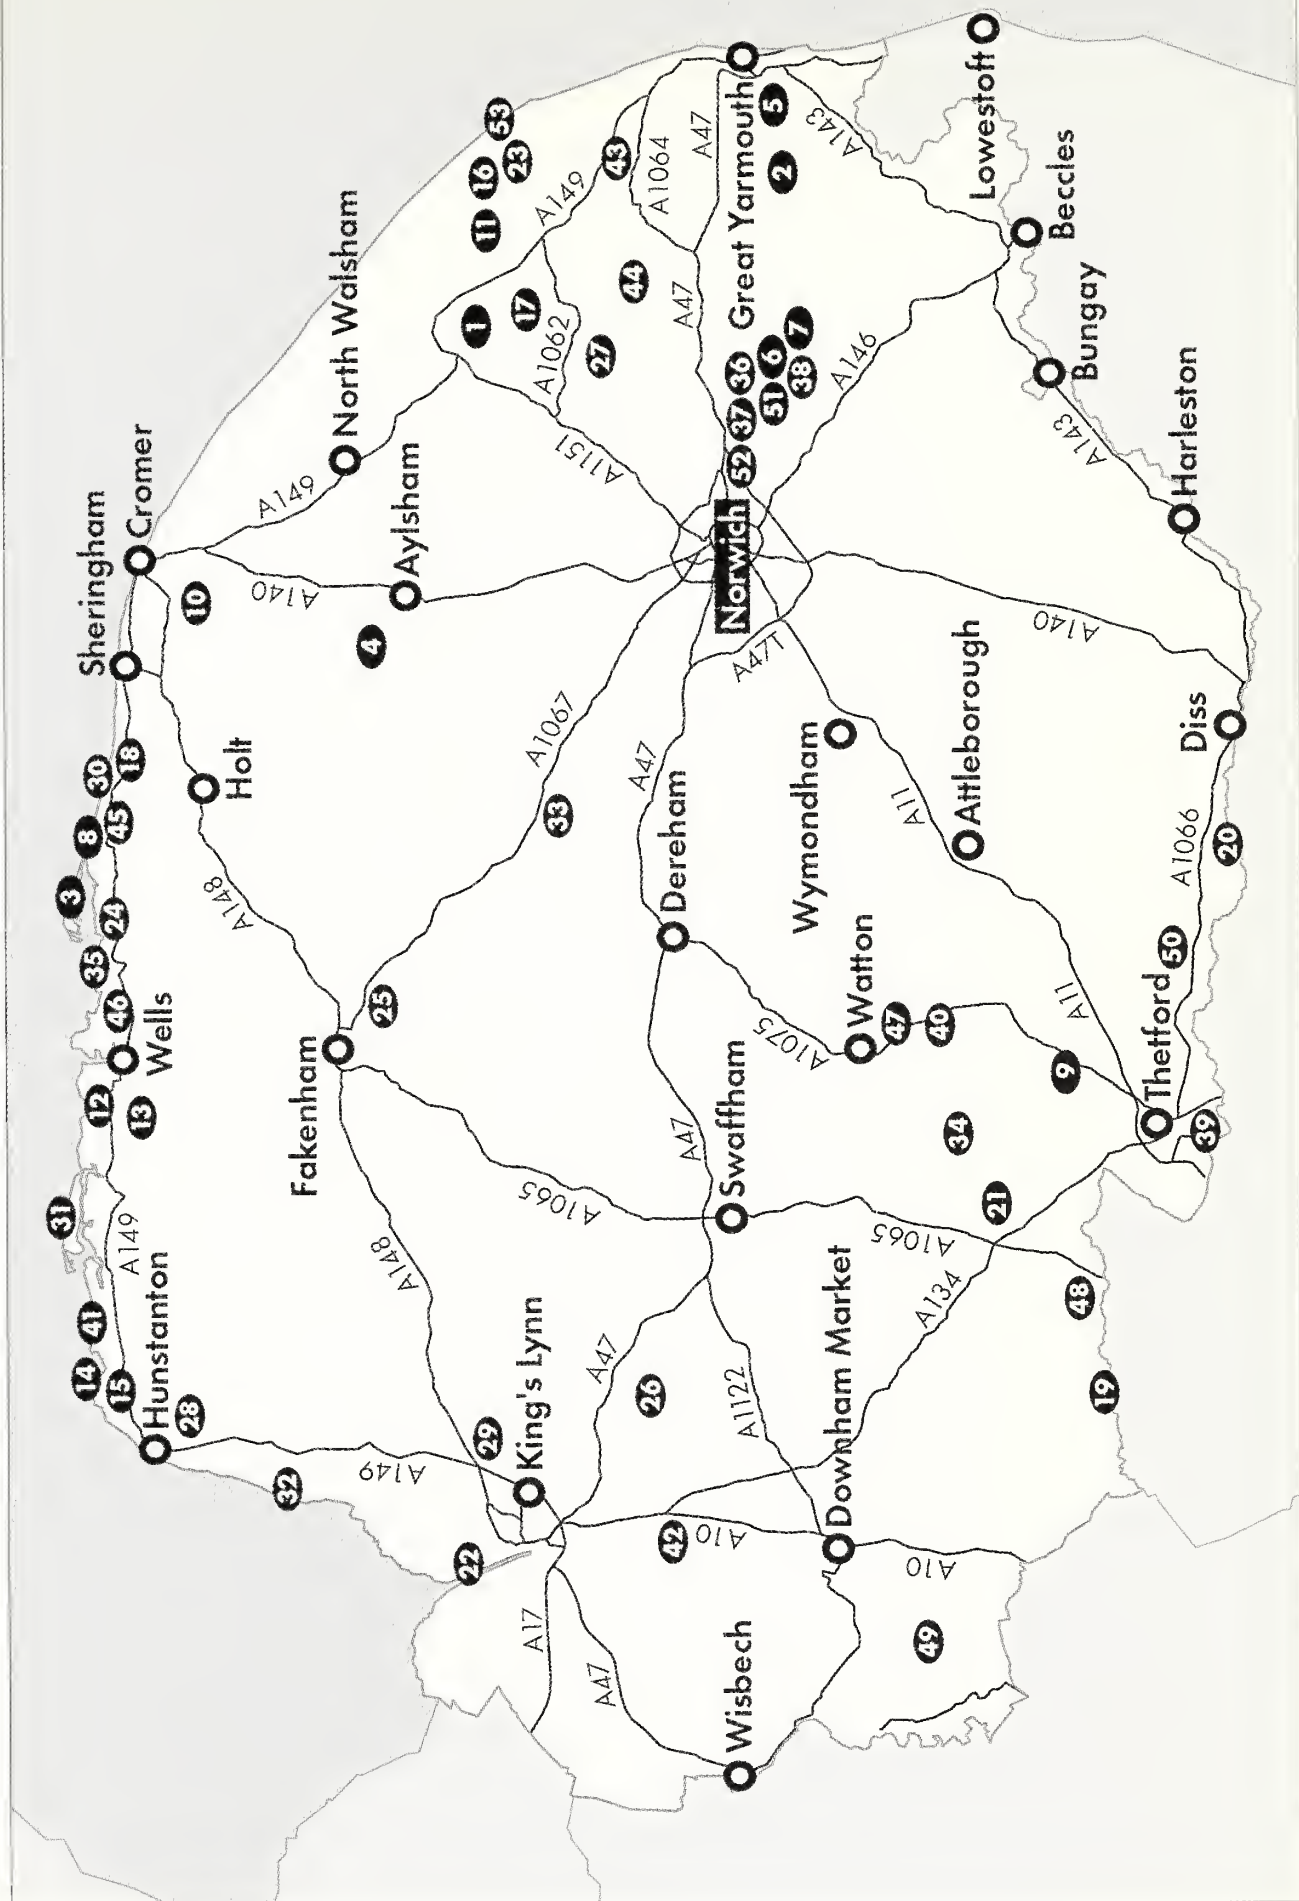 Sheringham
Cromer
Hunstanton
Wells
Holt
North Walsham
Aylsham
Fakenham
King's Lynn
Dereham
Swaffham
Norwich
Great Yarmouth
Lowestoft
Beccles
Bungay
Harleston
Diss
Attleborough
Wymondham
Watton
Thetford
Downham Market
Wisbech
A149
A149
A149
A149
A148
A148
A140
A140
A1151
A1062
A1064
A1067
A1065
A1065
A47
A47
A47
A47
A47
A47
A47T
A17
A10
A10
A1122
A134
A1075
A11
A11
A1066
A143
A143
A146
1
2
3
4
5
6
7
8
9
10
11
12
13
14
15
16
17
18
19
20
21
22
23
24
25
26
27
28
29
30
31
32
33
34
35
36
37
38
39
40
41
42
43
44
45
46
47
48
49
50
51
52
53